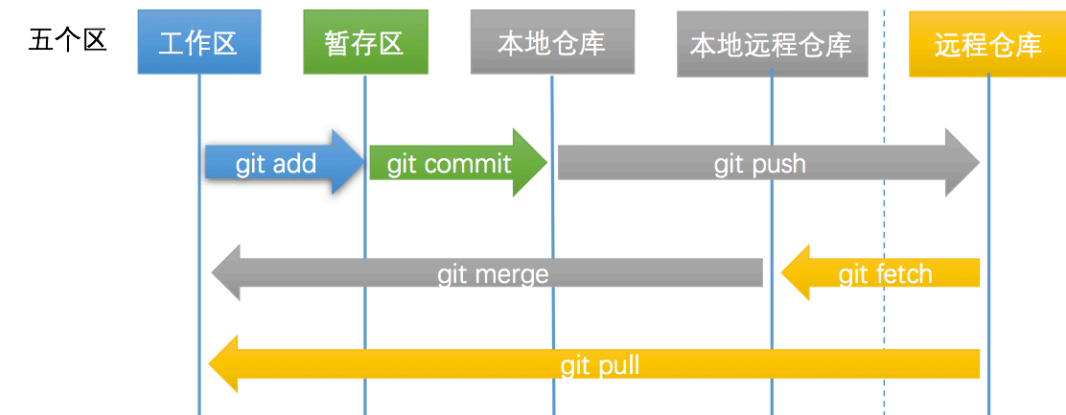 五个区 工作区 暂存区 本地仓库 本地远程仓库 远程仓库
git add git commit git push
git merge git fetch
git pull